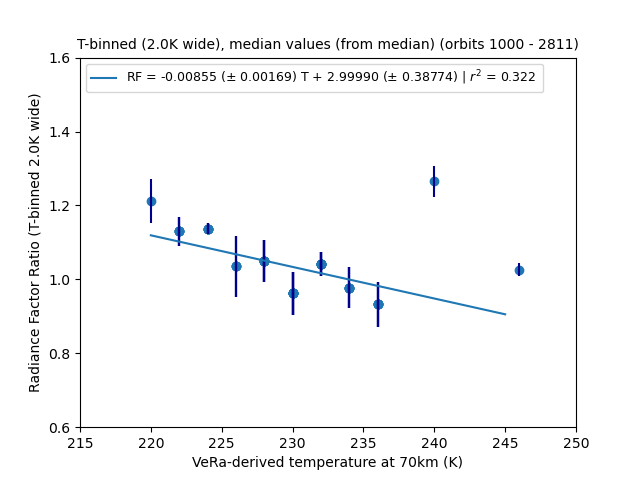 T-binned (2.0K wide), median values (from median) (orbits 1000 - 2811)
RF = -0.00855 (± 0.00169) T + 2.99990 (± 0.38774) | r² = 0.322
Radiance Factor Ratio (T-binned 2.0K wide)
1.6
1.4
1.2
1.0
0.8
0.6
215 220 225 230 235 240 245 250
VeRa-derived temperature at 70km (K)